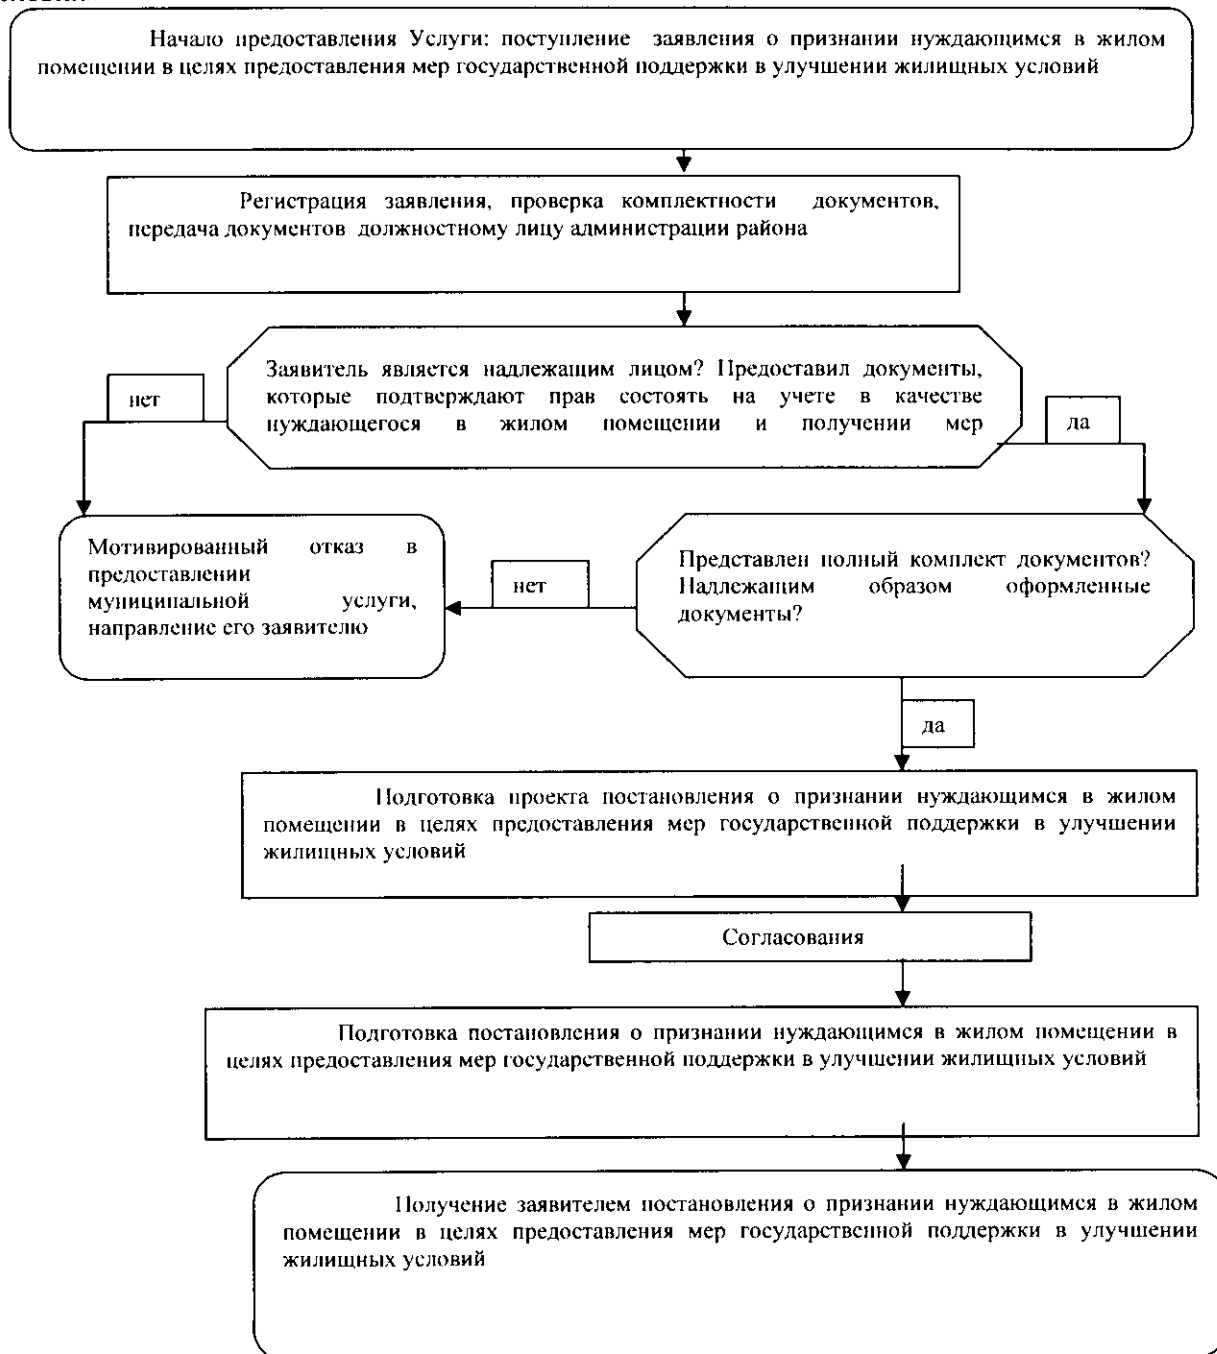 Начало предоставления Услуги: поступление заявления о признании нуждающимся в жилом
помещении в целях предоставления мер государственной поддержки в улучшении жилищных условий
Регистрация заявления, проверка комплектности документов,
передача документов должностному лицу администрации района
Заявитель является надлежащим лицом? Предоставил документы,
которые подтверждают прав состоять на учете в качестве
нуждающегося в жилом помещении и получении мер
нет
да
Мотивированный отказ в
предоставлении
муниципальной услуги,
направление его заявителю
нет
Представлен полный комплект документов?
Надлежащим образом оформленные
документы?
да
Подготовка проекта постановления о признании нуждающимся в жилом
помещении в целях предоставления мер государственной поддержки в улучшении
жилищных условий
Согласования
Подготовка постановления о признании нуждающимся в жилом помещении в
целях предоставления мер государственной поддержки в улучшении жилищных условий
Получение заявителем постановления о признании нуждающимся в жилом
помещении в целях предоставления мер государственной поддержки в улучшении
жилищных условий